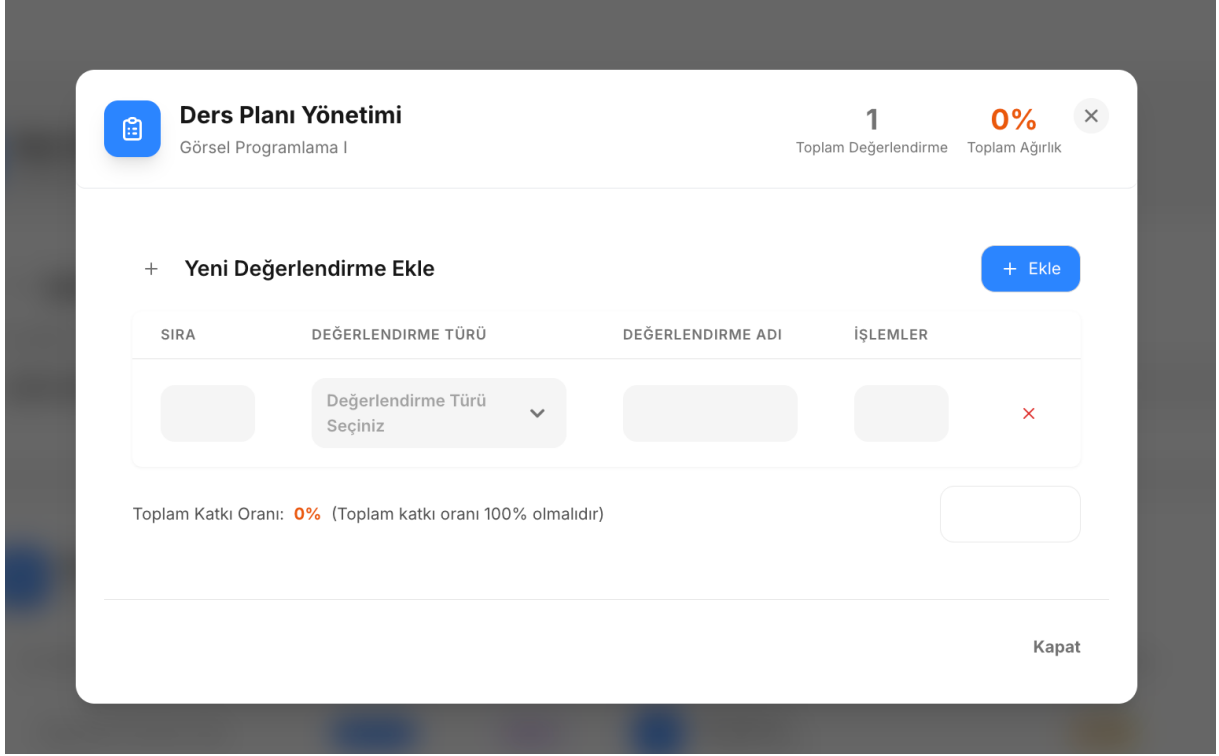 Ders Planı Yönetimi
Görsel Programlama I
1
Toplam Değerlendirme
0%
Toplam Ağırlık
Yeni Değerlendirme Ekle
+ Ekle
SIRA
DEĞERLENDİRME TÜRÜ
DEĞERLENDİRME ADI
İŞLEMLER
Değerlendirme Türü
Seçiniz
Toplam Katkı Oranı: 0% (Toplam katkı oranı 100% olmalıdır)
Kapat